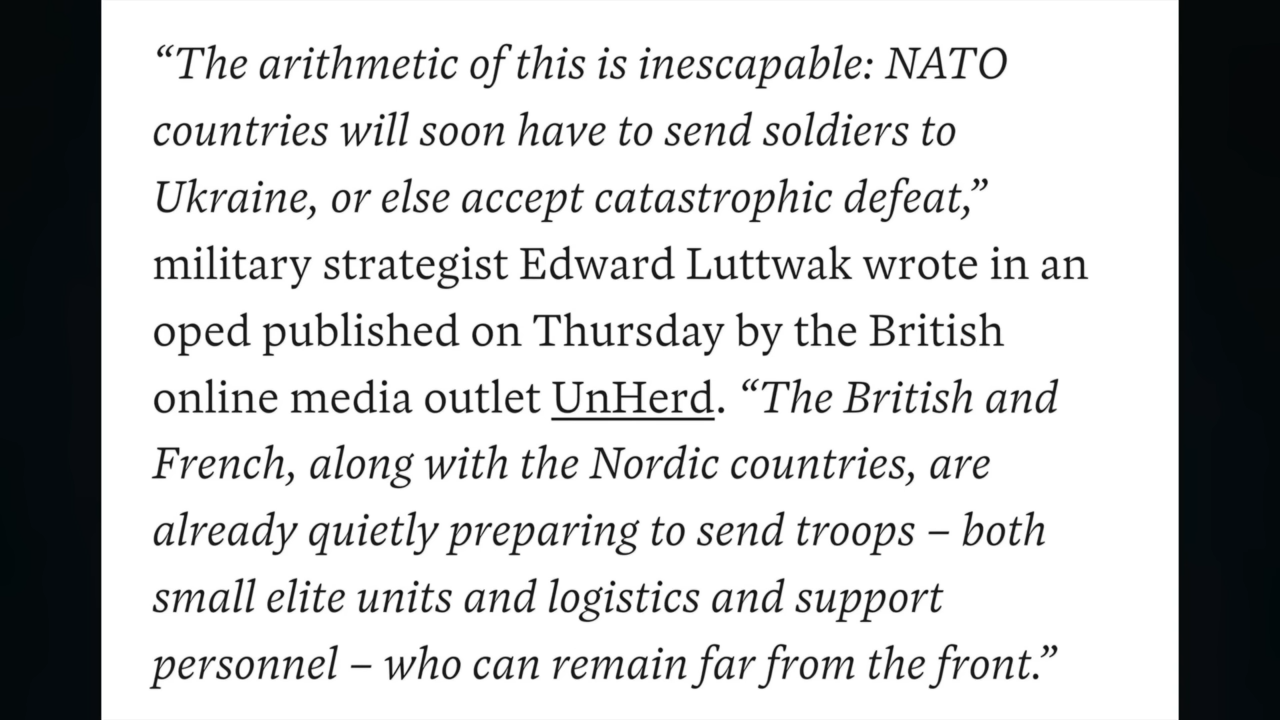 “The arithmetic of this is inescapable: NATO
countries will soon have to send soldiers to
Ukraine, or else accept catastrophic defeat,”
military strategist Edward Luttwak wrote in an
oped published on Thursday by the British
online media outlet UnHerd. “The British and
French, along with the Nordic countries, are
already quietly preparing to send troops – both
small elite units and logistics and support
personnel – who can remain far from the front.”